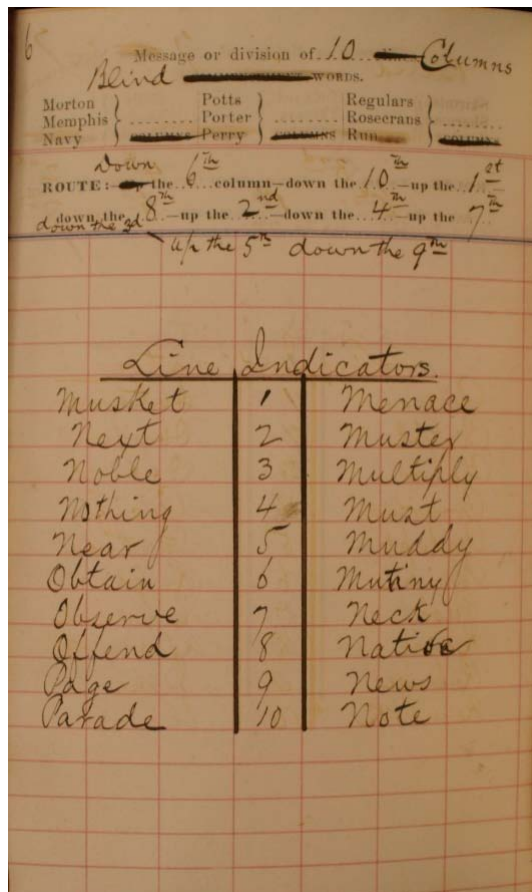 6
Message or division of 10 Columns
Blind WORDS.
Morton } Potts } Regulars }
Memphis } ........ Porter } ........ Rosecrans }
Navy } COLUMNS Perry } COLUMNS Run } COLUMN
Down
ROUTE: the 6th column—down the 10th—up the 1st
down the 8th—up the 2nd—down the 4th—up the 7th
down the 3d up the 5th down the 9th
Line Indicators.
Musket 1 Menace
Next 2 Muster
Noble 3 Multiply
Nothing 4 Must
Near 5 Muddy
Obtain 6 Mutiny
Observe 7 Neck
Offend 8 Native
Page 9 News
Parade 10 Note